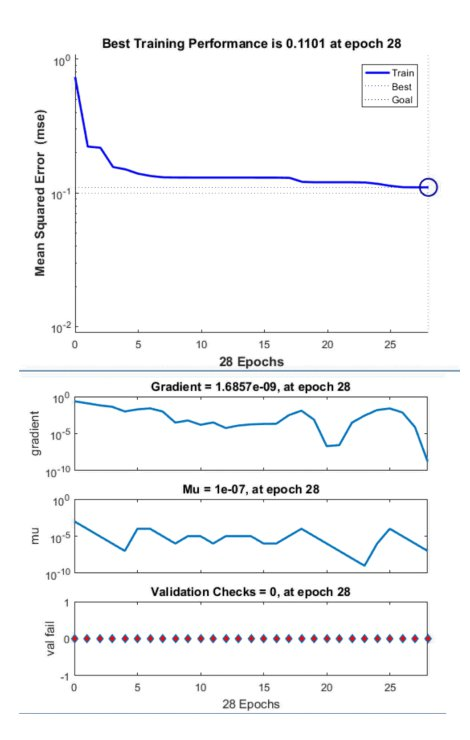 Best Training Performance is 0.1101 at epoch 28
Mean Squared Error (mse)
10^0
10^-1
10^-2
Train
Best
Goal
0 5 10 15 20 25
28 Epochs
Gradient = 1.6857e-09, at epoch 28
gradient
10^0
10^-5
10^-10
Mu = 1e-07, at epoch 28
mu
10^0
10^-5
10^-10
Validation Checks = 0, at epoch 28
val fail
1
0
-1
0 5 10 15 20 25
28 Epochs